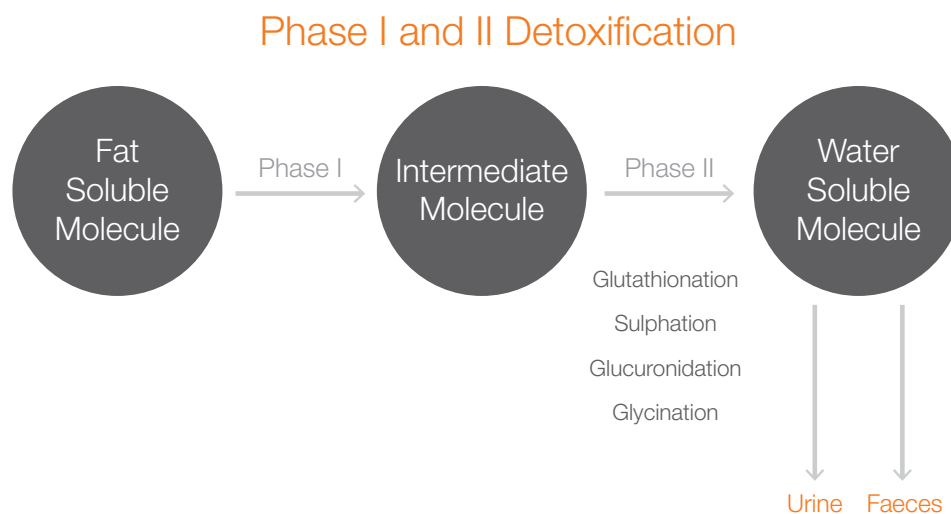 Phase I and II Detoxification
Fat
Soluble
Molecule
Phase I
Intermediate
Molecule
Phase II
Water
Soluble
Molecule
Glutathionation
Sulphation
Glucuronidation
Glycination
Urine
Faeces